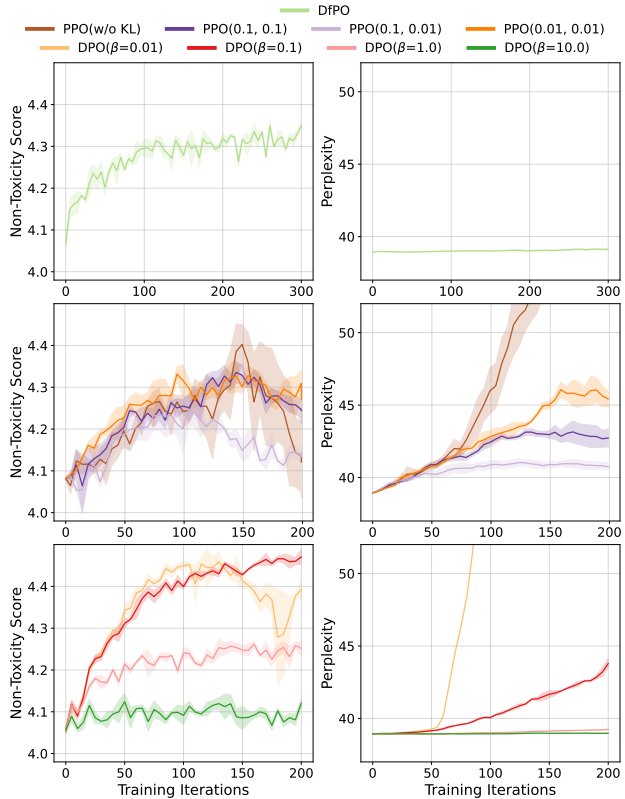 DfPO
PPO(w/o KL) PPO(0.1, 0.1) PPO(0.1, 0.01) PPO(0.01, 0.01)
DPO(β=0.01) DPO(β=0.1) DPO(β=1.0) DPO(β=10.0)
Non-Toxicity Score
4.4
4.3
4.2
4.1
4.0
0 100 200 300
Perplexity
50
45
40
0 100 200 300
Non-Toxicity Score
4.4
4.3
4.2
4.1
4.0
0 50 100 150 200
Perplexity
50
45
40
0 50 100 150 200
Non-Toxicity Score
4.4
4.3
4.2
4.1
4.0
0 50 100 150 200
Training Iterations
Perplexity
50
45
40
0 50 100 150 200
Training Iterations